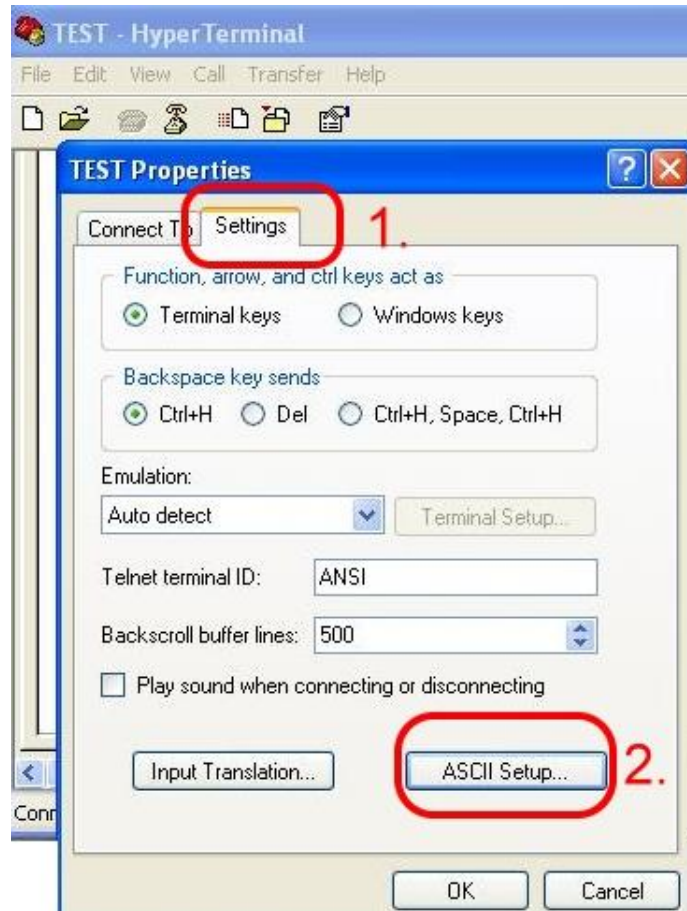 TEST - HyperTerminal
File Edit View Call Transfer Help
TEST Properties
Connect T Settings 1.
Function, arrow, and ctrl keys act as
Terminal keys Windows keys
Backspace key sends
Ctrl+H Del Ctrl+H, Space, Ctrl+H
Emulation:
Auto detect Terminal Setup...
Telnet terminal ID: ANSI
Backscroll buffer lines: 500
Play sound when connecting or disconnecting
Input Translation... ASCII Setup... 2.
Conr
OK Cancel